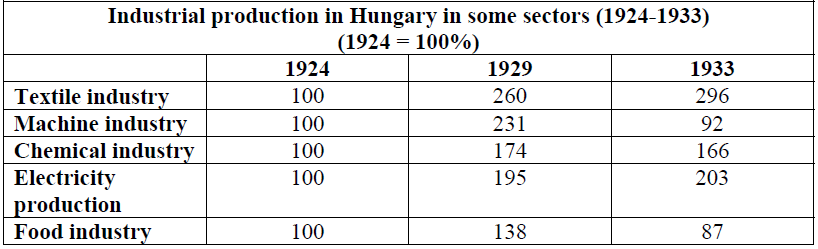 Industrial production in Hungary in some sectors (1924-1933)
(1924 = 100%)
1924 1929 1933
Textile industry 100 260 296
Machine industry 100 231 92
Chemical industry 100 174 166
Electricity production 100 195 203
Food industry 100 138 87